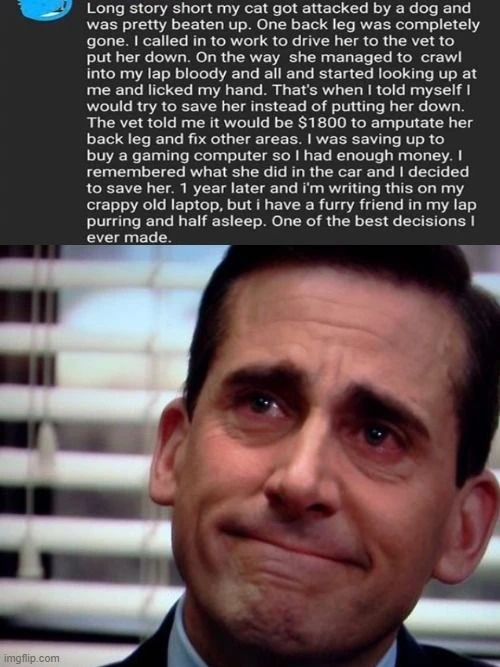 Long story short my cat got attacked by a dog and
was pretty beaten up. One back leg was completely
gone. I called in to work to drive her to the vet to
put her down. On the way she managed to crawl
into my lap bloody and all and started looking up at
me and licked my hand. That's when I told myself I
would try to save her instead of putting her down.
The vet told me it would be $1800 to amputate her
back leg and fix other areas. I was saving up to
buy a gaming computer so I had enough money. I
remembered what she did in the car and I decided
to save her. 1 year later and i'm writing this on my
crappy old laptop, but i have a furry friend in my lap
purring and half asleep. One of the best decisions I
ever made.
imgflip.com